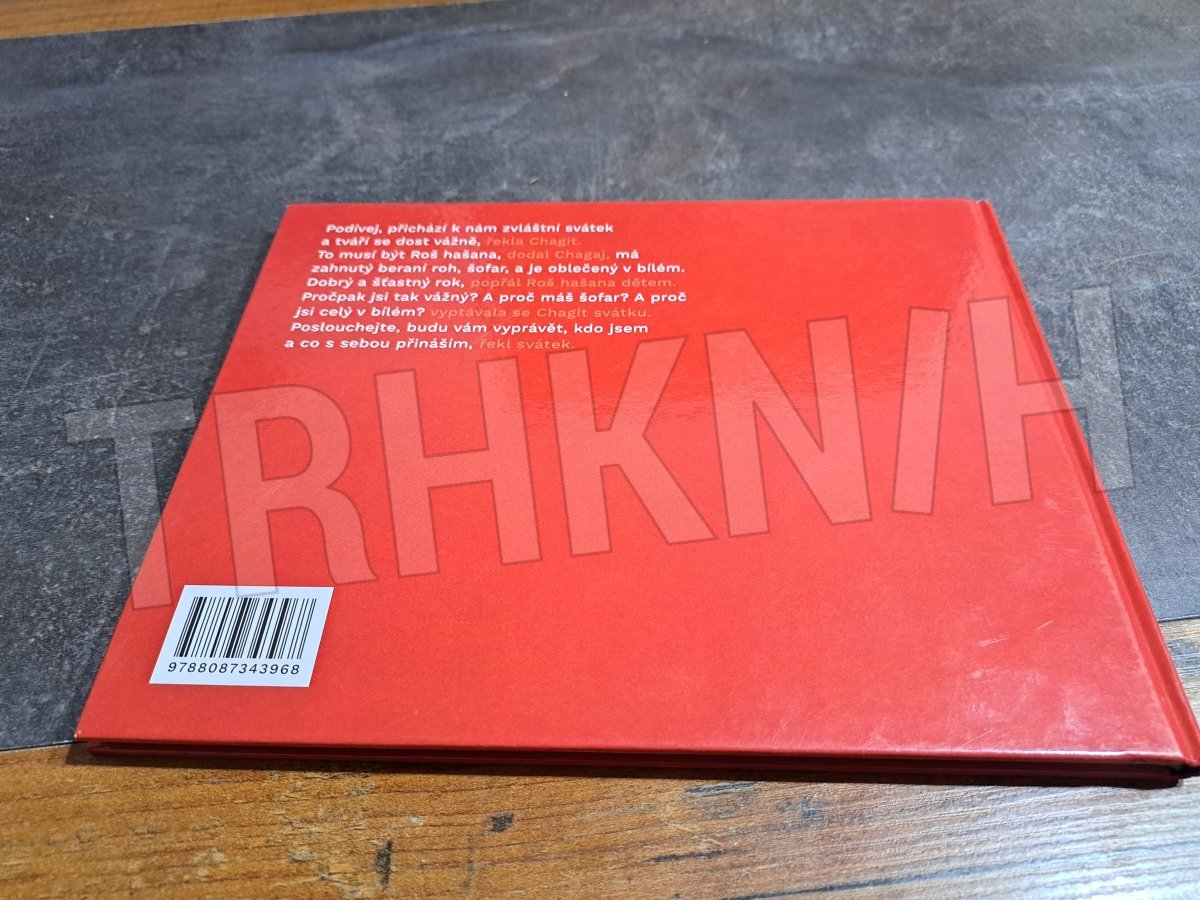 Podívej, přichází k nám zvláštní svátek
a tváří se dost vážně, řekla Chagit.
To musí být Roš hašana, dodal Chagaj, má
zahnutý beraní roh, šofar, a je oblečený v bílém.
Dobrý a šťastný rok, popřál Roš hašana dětem.
Pročpak jsi tak vážný? A proč máš šofar? A proč
jsi celý v bílém? vyptávala se Chagit svátku.
Poslouchejte, budu vám vyprávět, kdo jsem
a co s sebou přináším, řekl svátek.
TRHKNIH
9788087343968